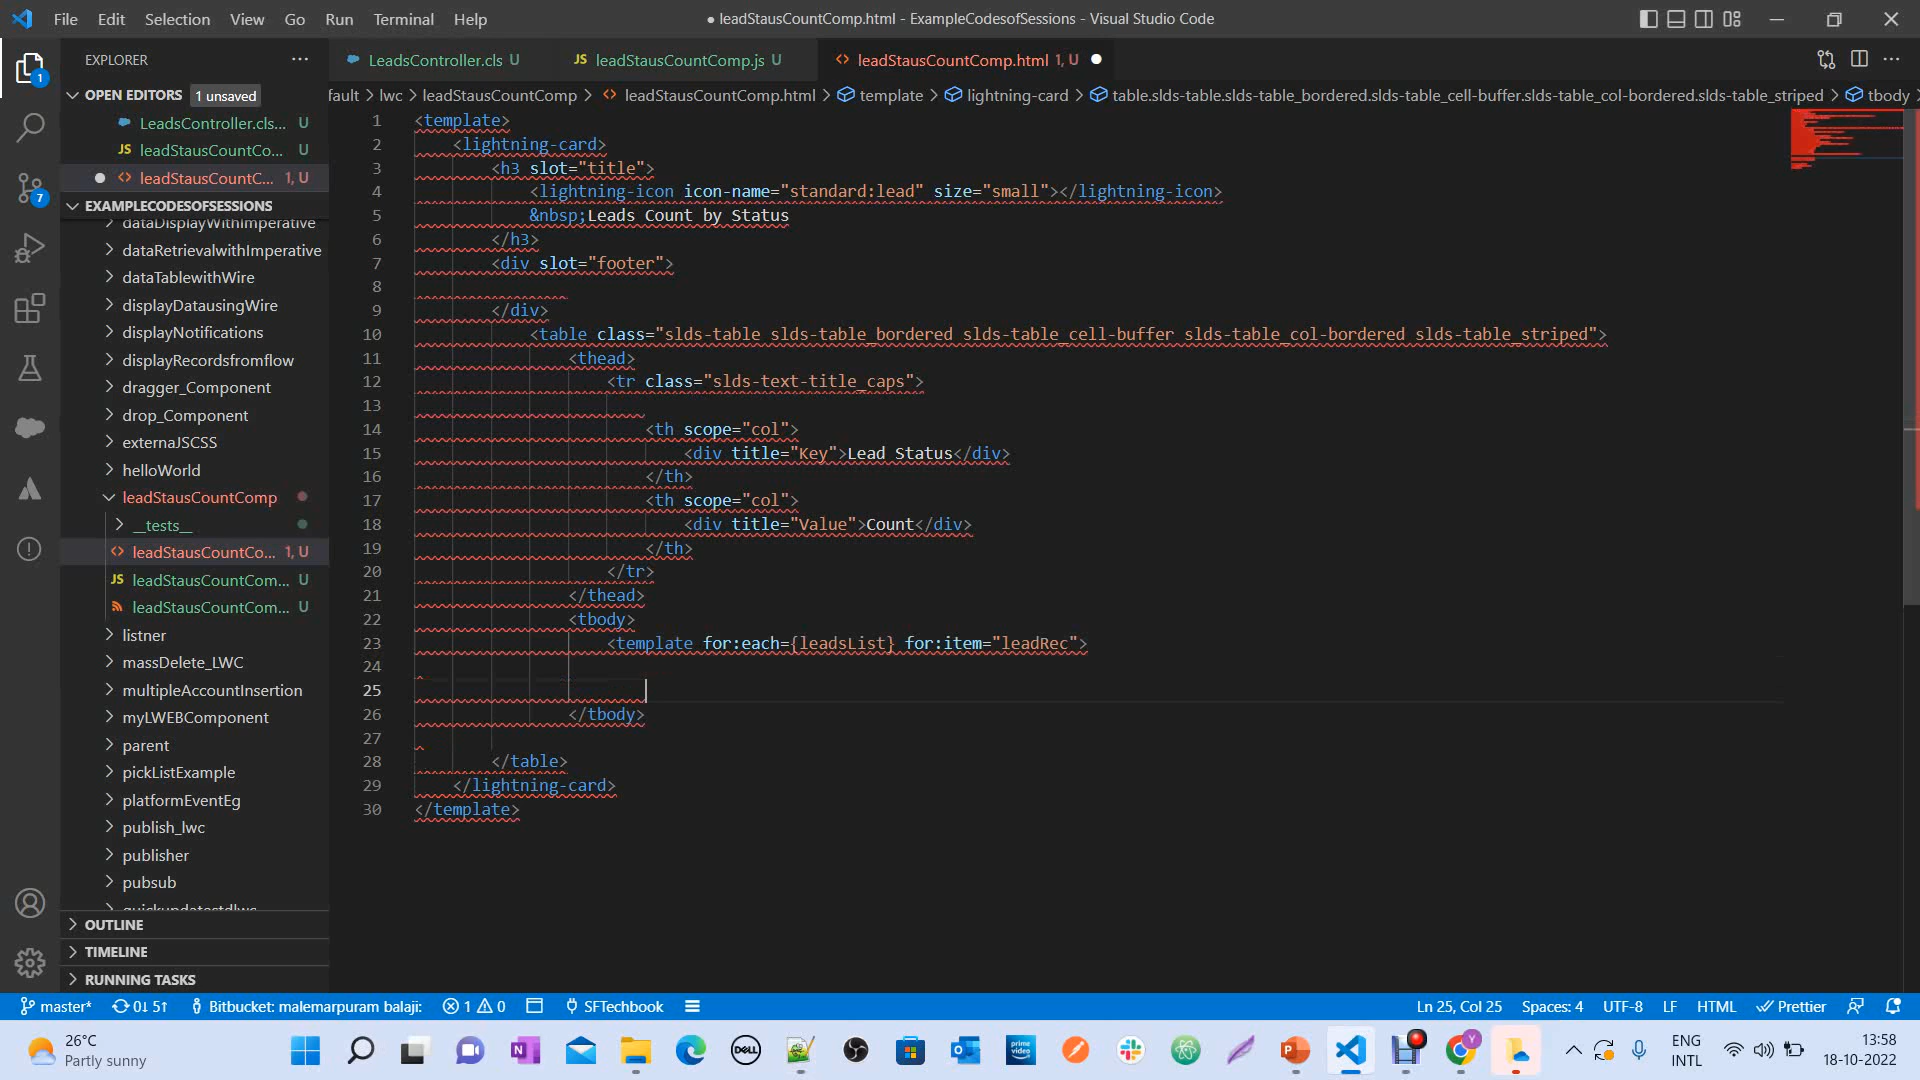 File Edit Selection View Go Run Terminal Help
● leadStausCountComp.html - ExampleCodesofSessions - Visual Studio Code
EXPLORER
OPEN EDITORS 1 unsaved
LeadsController.cls... U
JS leadStausCountCo... U
leadStausCountC... 1, U
EXAMPLECODESOFSESSIONS
dataDisplayWithImperative
dataRetrievalwithImperative
dataTablewithWire
displayDatausingWire
displayNotifications
displayRecordsfromflow
dragger_Component
drop_Component
externaJSCSS
helloWorld
leadStausCountComp
__tests__
leadStausCountCo... 1, U
JS leadStausCountCom... U
leadStausCountCom... U
listner
massDelete_LWC
multipleAccountInsertion
myLWEBComponent
parent
pickListExample
platformEventEg
publish_lwc
publisher
pubsub
OUTLINE
TIMELINE
RUNNING TASKS
1
7
LeadsController.cls U
JS leadStausCountComp.js U
leadStausCountComp.html 1, U
fault > lwc > leadStausCountComp > leadStausCountComp.html > template > lightning-card > table.slds-table.slds-table_bordered.slds-table_cell-buffer.slds-table_col-bordered.slds-table_striped > tbody
1 <template>
2 <lightning-card>
3 <h3 slot="title">
4 <lightning-icon icon-name="standard:lead" size="small"></lightning-icon>
5 &nbsp;Leads Count by Status
6 </h3>
7 <div slot="footer">
8
9 </div>
10 <table class="slds-table slds-table_bordered slds-table_cell-buffer slds-table_col-bordered slds-table_striped">
11 <thead>
12 <tr class="slds-text-title_caps">
13
14 <th scope="col">
15 <div title="Key">Lead Status</div>
16 </th>
17 <th scope="col">
18 <div title="Value">Count</div>
19 </th>
20 </tr>
21 </thead>
22 <tbody>
23 <template for:each={leadsList} for:item="leadRec">
24
25
26 </tbody>
27
28 </table>
29 </lightning-card>
30 </template>
master* 0↓ 5↑ Bitbucket: malemarpuram balaji: 1 0 SFTechbook
Ln 25, Col 25 Spaces: 4 UTF-8 LF HTML Prettier
26°C
Partly sunny
DELL
prime video
ENG
INTL
13:58
18-10-2022